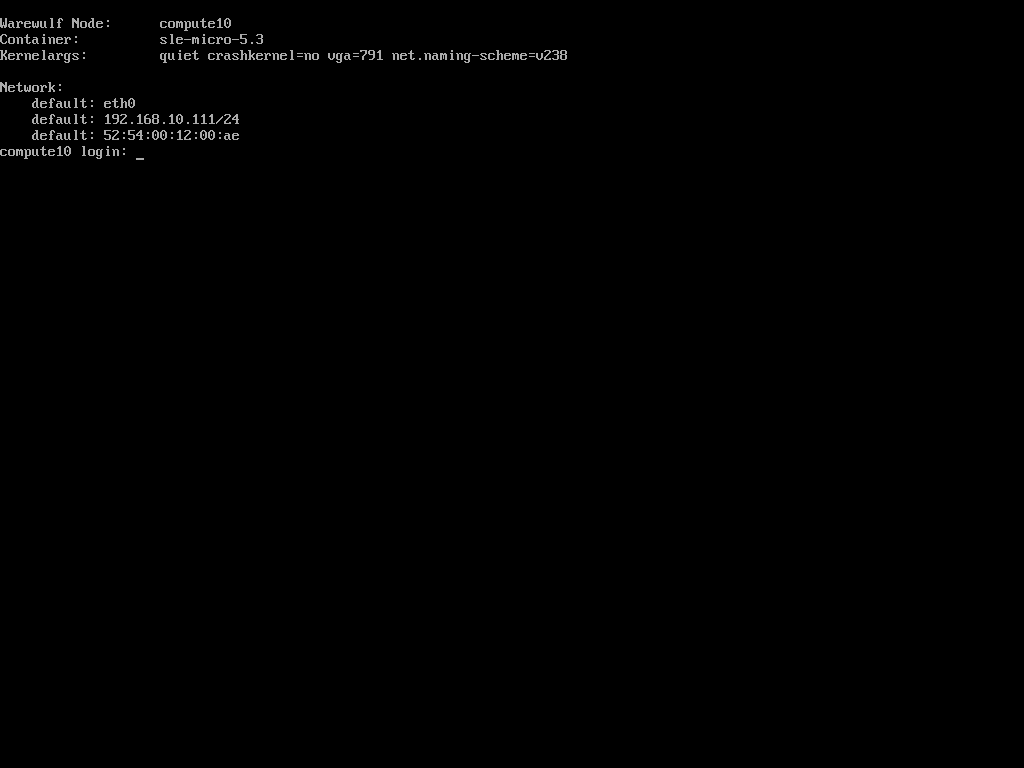 Warewulf Node:      compute10
Container:          sle-micro-5.3
Kernelargs:         quiet crashkernel=no vga=791 net.naming-scheme=v238
Network:
    default: eth0
    default: 192.168.10.111/24
    default: 52:54:00:12:00:ae
compute10 login: _